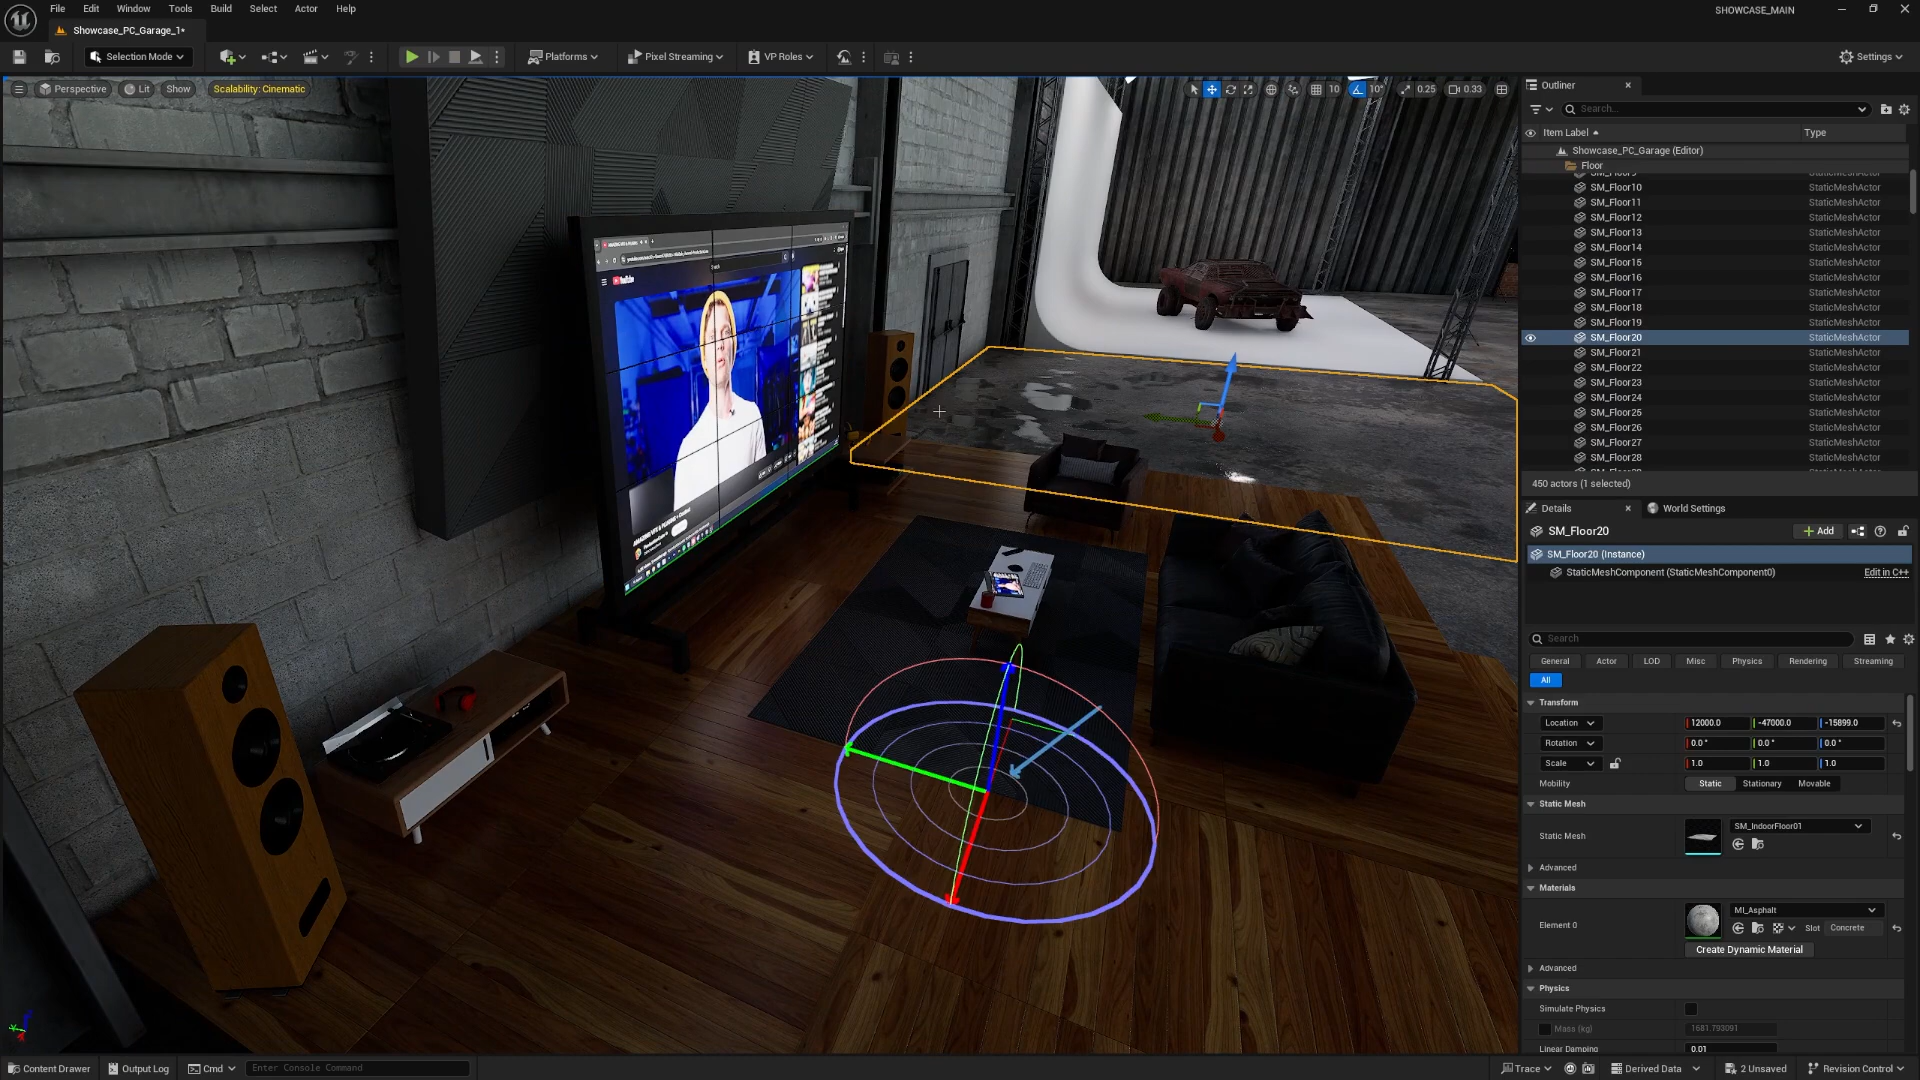 File Edit Window Tools Build Select Actor Help
SHOWCASE_MAIN
Showcase_PC_Garage_1*
Selection Mode
Platforms
Pixel Streaming
VP Roles
Settings
Perspective
Lit
Show
Scalability: Cinematic
10
10°
0.25
0.33
YouTube
Outliner
Search...
Item Label
Type
Showcase_PC_Garage (Editor)
Floor
SM_Floor10 StaticMeshActor
SM_Floor11 StaticMeshActor
SM_Floor12 StaticMeshActor
SM_Floor13 StaticMeshActor
SM_Floor14 StaticMeshActor
SM_Floor15 StaticMeshActor
SM_Floor16 StaticMeshActor
SM_Floor17 StaticMeshActor
SM_Floor18 StaticMeshActor
SM_Floor19 StaticMeshActor
SM_Floor20 StaticMeshActor
SM_Floor21 StaticMeshActor
SM_Floor22 StaticMeshActor
SM_Floor23 StaticMeshActor
SM_Floor24 StaticMeshActor
SM_Floor25 StaticMeshActor
SM_Floor26 StaticMeshActor
SM_Floor27 StaticMeshActor
SM_Floor28 StaticMeshActor
450 actors (1 selected)
Details
World Settings
SM_Floor20
Add
SM_Floor20 (Instance)
StaticMeshComponent (StaticMeshComponent0)
Edit in C++
Search
General Actor LOD Misc Physics Rendering Streaming
All
Transform
Location 12000.0 -47000.0 -15899.0
Rotation 0.0° 0.0° 0.0°
Scale 1.0 1.0 1.0
Mobility Static Stationary Movable
Static Mesh
Static Mesh SM_IndoorFloor01
Advanced
Materials
Element 0 MI_Asphalt
Slot Concrete
Create Dynamic Material
Advanced
Physics
Simulate Physics
Mass (kg) 1681.793091
Linear Damping 0.01
Content Drawer
Output Log
Cmd
Enter Console Command
Trace
Derived Data
2 Unsaved
Revision Control